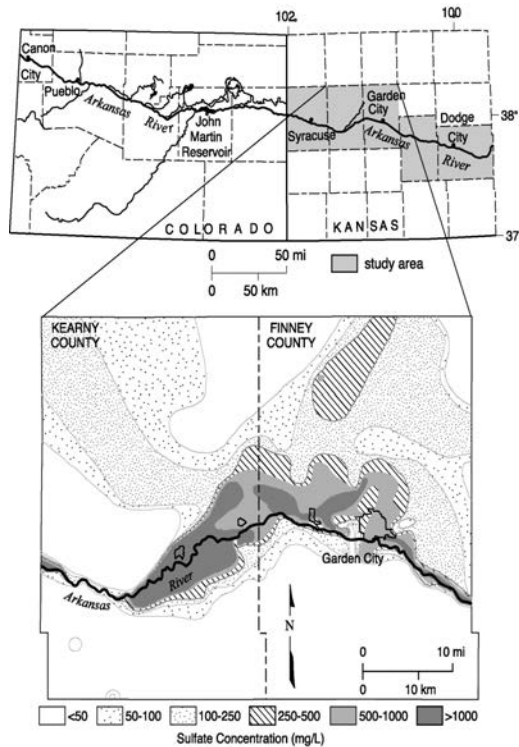 102°
100°
Canon
City
Pueblo
Arkansas
River
John
Martin
Reservoir
Syracuse
Garden
City
Arkansas
Dodge
City
River
38°
COLORADO
KANSAS
37
0 50 mi
0 50 km
study area
KEARNY
COUNTY
FINNEY
COUNTY
Arkansas
River
Garden City
N
0 10 mi
0 10 km
<50 50-100 100-250 250-500 500-1000 >1000
Sulfate Concentration (mg/L)